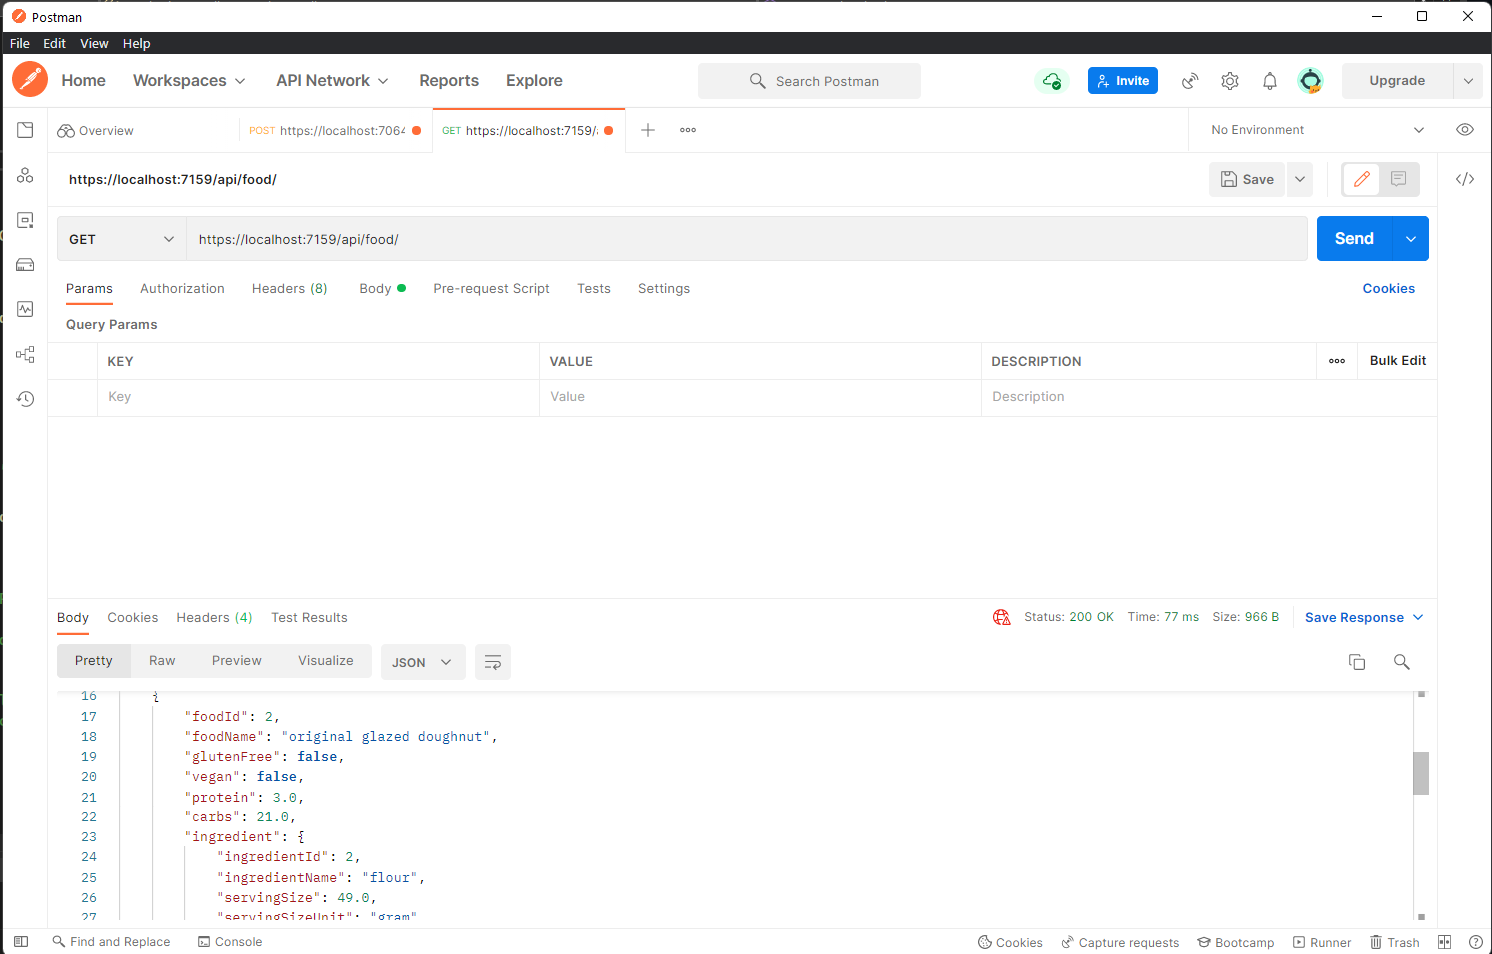 Postman
File Edit View Help
Home Workspaces API Network Reports Explore Search Postman Invite Upgrade
Overview POST https://localhost:7064 GET https://localhost:7159/ No Environment
https://localhost:7159/api/food/ Save
GET https://localhost:7159/api/food/ Send
Params Authorization Headers (8) Body Pre-request Script Tests Settings Cookies
Query Params
KEY VALUE DESCRIPTION Bulk Edit
Key Value Description
Body Cookies Headers (4) Test Results Status: 200 OK Time: 77 ms Size: 966 B Save Response
Pretty Raw Preview Visualize JSON
16 {
17 "foodId": 2,
18 "foodName": "original glazed doughnut",
19 "glutenFree": false,
20 "vegan": false,
21 "protein": 3.0,
22 "carbs": 21.0,
23 "ingredient": {
24 "ingredientId": 2,
25 "ingredientName": "flour",
26 "servingSize": 49.0,
27 "servingSizeUnit": "gram"
Find and Replace Console Cookies Capture requests Bootcamp Runner Trash